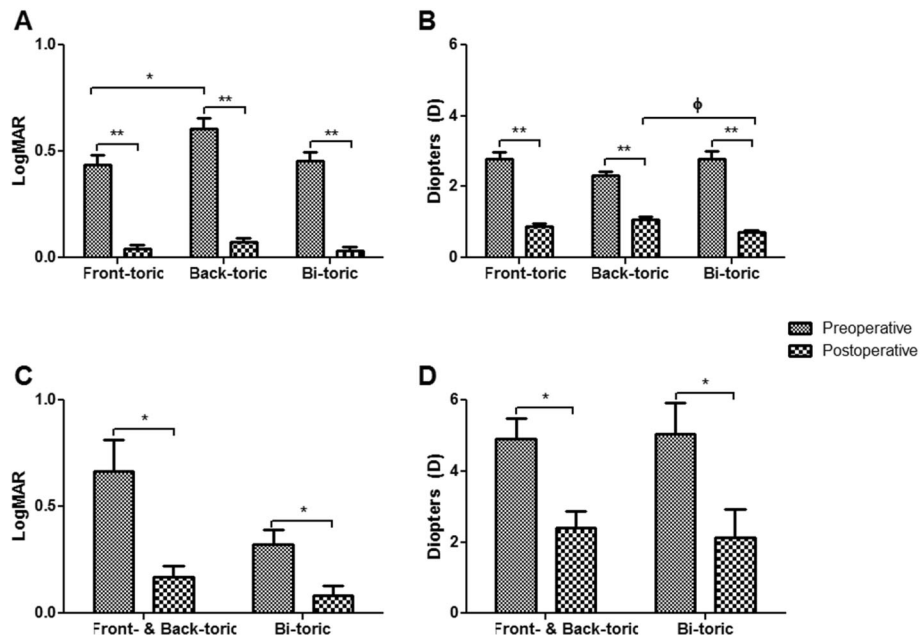 A
1.0
0.5
0.0
LogMAR
*
**
**
**
Front-toric
Back-toric
Bi-toric
B
6
4
2
0
Diopters (D)
**
**
ϕ
**
Front-toric
Back-toric
Bi-toric
Preoperative
Postoperative
C
1.0
0.5
0.0
LogMAR
*
*
Front- & Back-toric
Bi-toric
D
6
4
2
0
Diopters (D)
*
*
Front- & Back-toric
Bi-toric